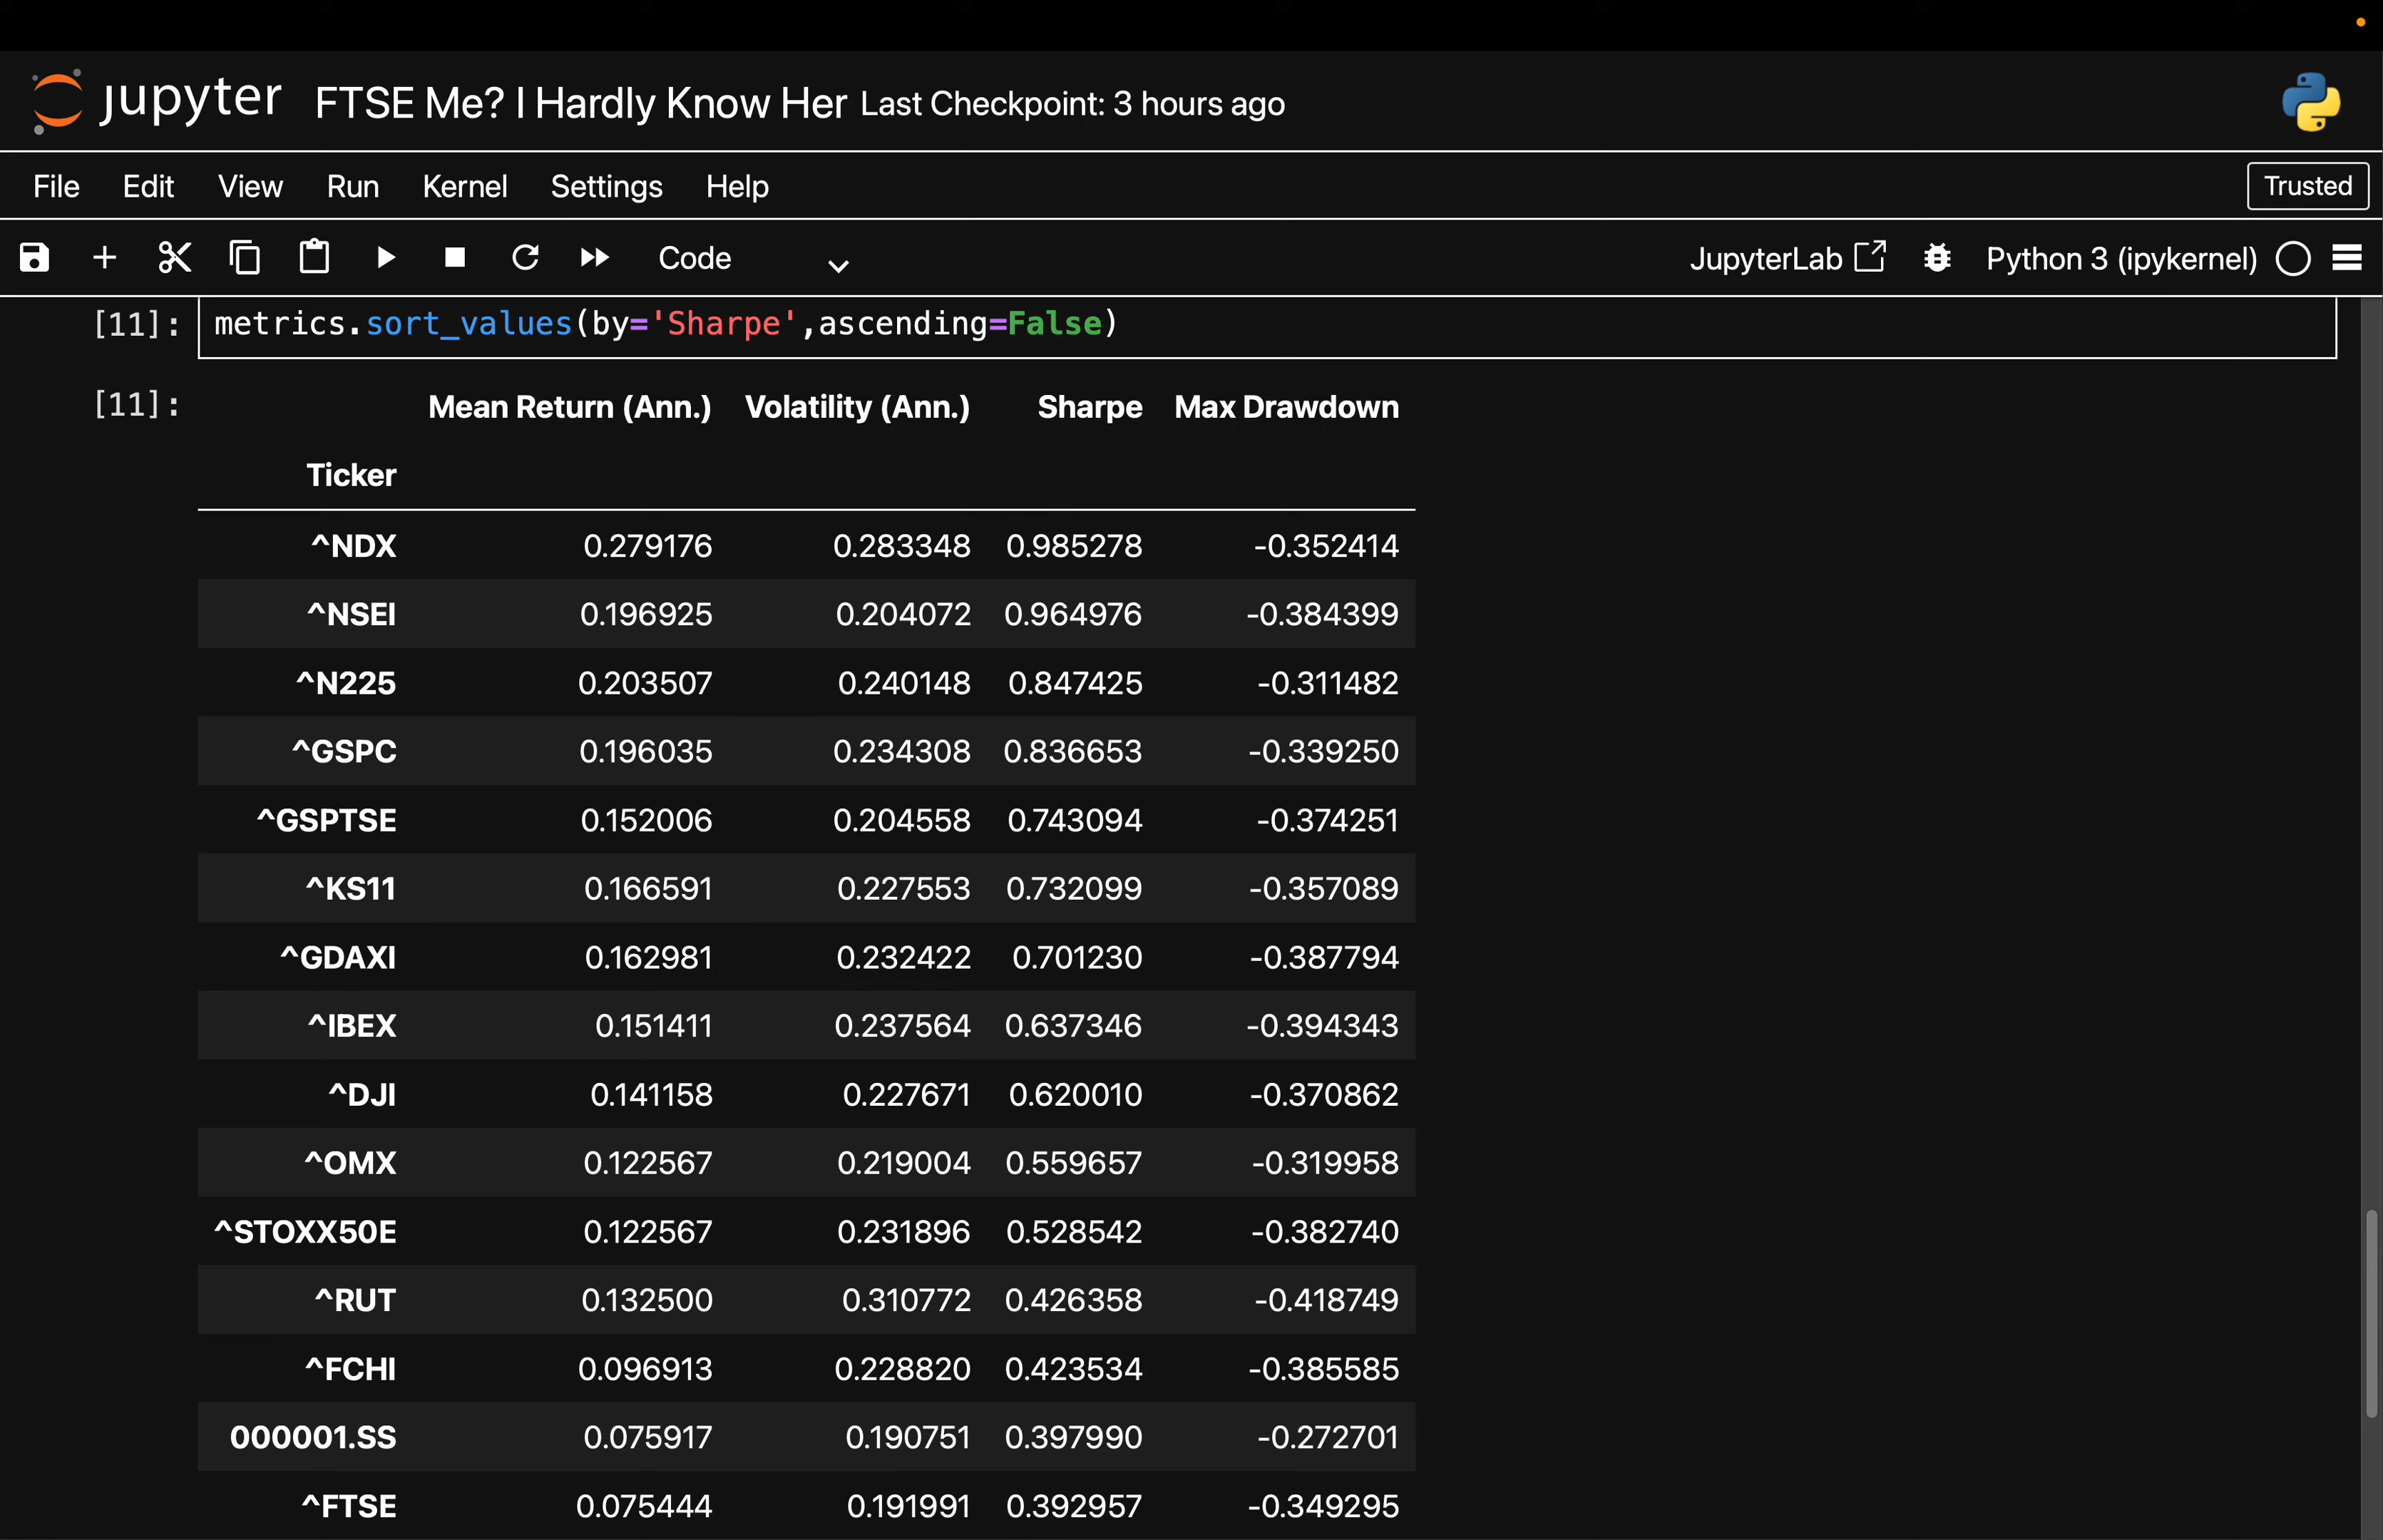 jupyter FTSE Me? I Hardly Know Her Last Checkpoint: 3 hours ago
File Edit View Run Kernel Settings Help Trusted
Code JupyterLab Python 3 (ipykernel)
[11]: metrics.sort_values(by='Sharpe',ascending=False)
[11]: Mean Return (Ann.) Volatility (Ann.) Sharpe Max Drawdown
Ticker
^NDX 0.279176 0.283348 0.985278 -0.352414
^NSEI 0.196925 0.204072 0.964976 -0.384399
^N225 0.203507 0.240148 0.847425 -0.311482
^GSPC 0.196035 0.234308 0.836653 -0.339250
^GSPTSE 0.152006 0.204558 0.743094 -0.374251
^KS11 0.166591 0.227553 0.732099 -0.357089
^GDAXI 0.162981 0.232422 0.701230 -0.387794
^IBEX 0.151411 0.237564 0.637346 -0.394343
^DJI 0.141158 0.227671 0.620010 -0.370862
^OMX 0.122567 0.219004 0.559657 -0.319958
^STOXX50E 0.122567 0.231896 0.528542 -0.382740
^RUT 0.132500 0.310772 0.426358 -0.418749
^FCHI 0.096913 0.228820 0.423534 -0.385585
000001.SS 0.075917 0.190751 0.397990 -0.272701
^FTSE 0.075444 0.191991 0.392957 -0.349295